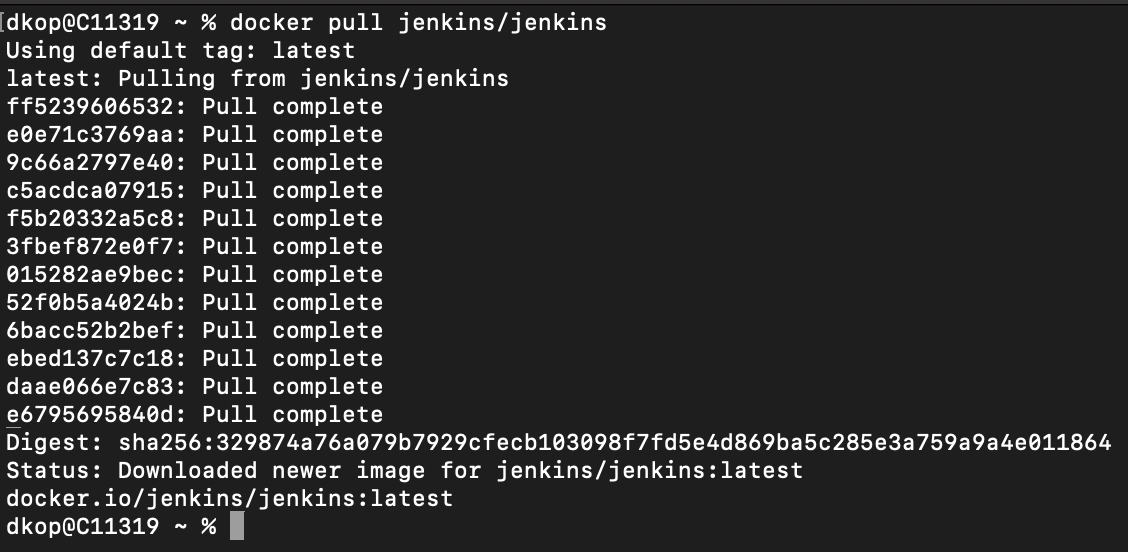 [dkop@C11319 ~ % docker pull jenkins/jenkins
Using default tag: latest
latest: Pulling from jenkins/jenkins
ff5239606532: Pull complete
e0e71c3769aa: Pull complete
9c66a2797e40: Pull complete
c5acdca07915: Pull complete
f5b20332a5c8: Pull complete
3fbef872e0f7: Pull complete
015282ae9bec: Pull complete
52f0b5a4024b: Pull complete
6bacc52b2bef: Pull complete
ebed137c7c18: Pull complete
daae066e7c83: Pull complete
e6795695840d: Pull complete
Digest: sha256:329874a76a079b7929cfecb103098f7fd5e4d869ba5c285e3a759a9a4e011864
Status: Downloaded newer image for jenkins/jenkins:latest
docker.io/jenkins/jenkins:latest
dkop@C11319 ~ %